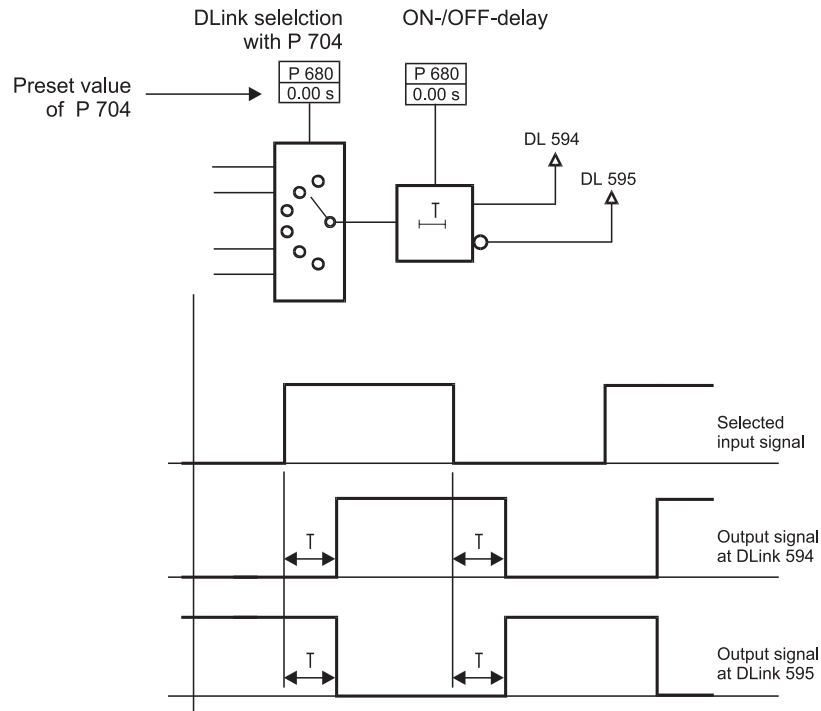 DLink selelction
with P 704
ON-/OFF-delay
Preset value
of P 704
P 680
0.00 s
P 680
0.00 s
DL 594
DL 595
T
Selected
input signal
T
T
Output signal
at DLink 594
T
T
Output signal
at DLink 595